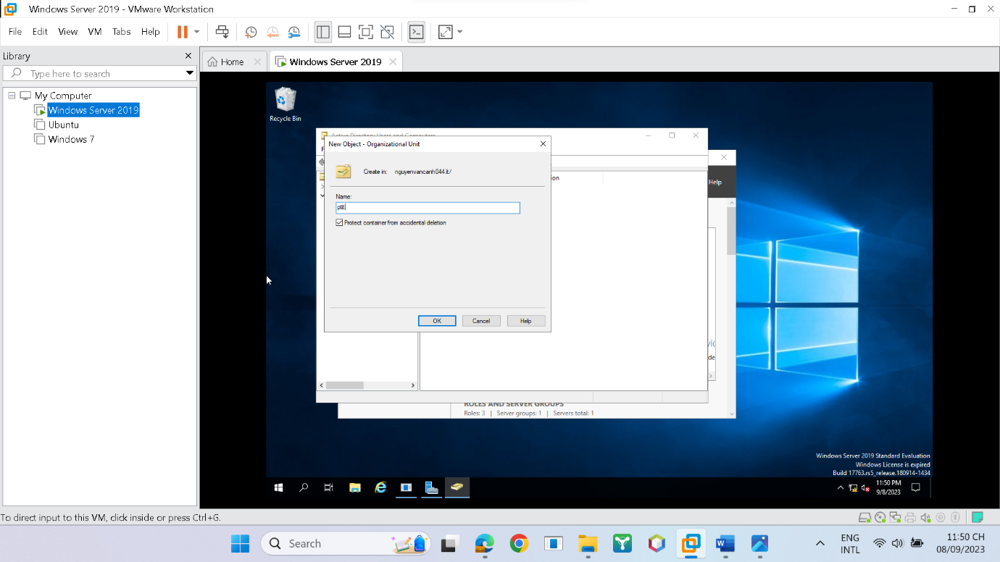 Windows Server 2019 - VMware Workstation
File Edit View VM Tabs Help
Library
Type here to search
My Computer
Windows Server 2019
Ubuntu
Windows 7
Home
Windows Server 2019
Recycle Bin
Active Directory Users and Computers
New Object - Organizational Unit
Create in: nguyenvancanh044.it/
Name:
ptit
Protect container from accidental deletion
OK Cancel Help
Help
ROLES AND SERVER GROUPS
Roles: 3 | Server groups: 1 | Servers total: 1
Windows Server 2019 Standard Evaluation
Windows License is expired
Build 17763.rs5_release.180914-1434
11:50 PM
9/8/2023
To direct input to this VM, click inside or press Ctrl+G.
Search
ENG
INTL
11:50 CH
08/09/2023